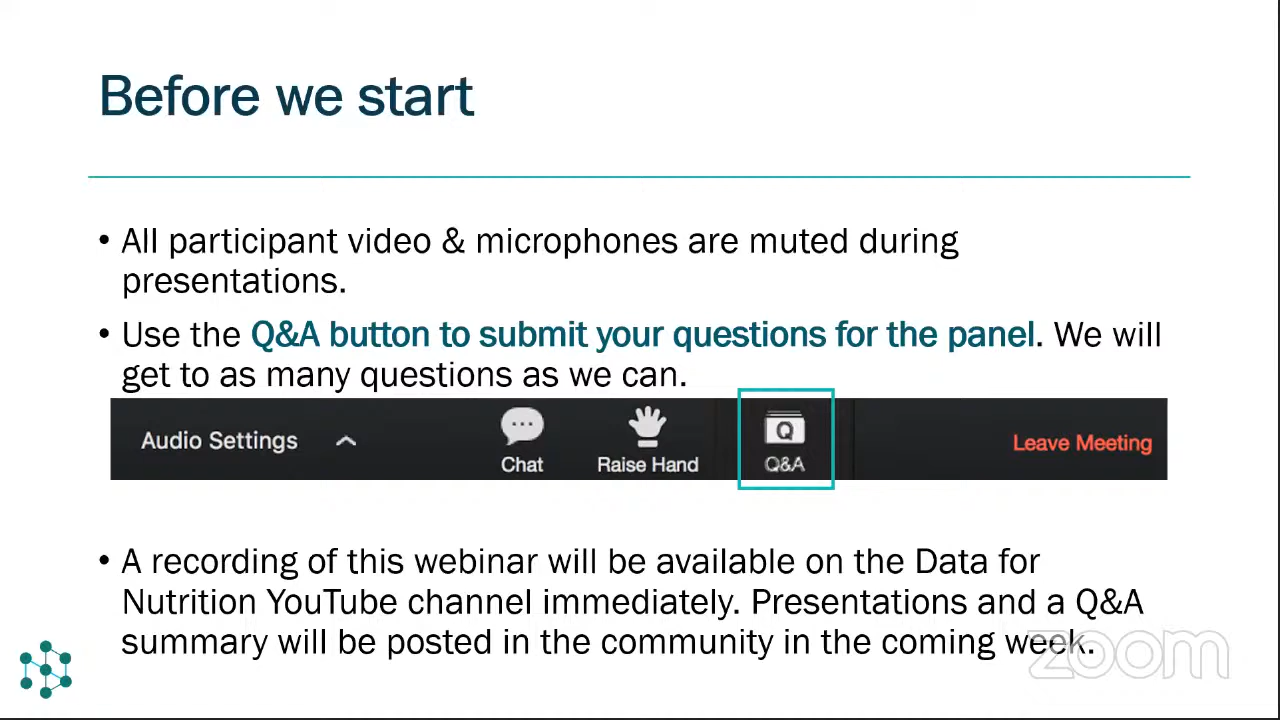 Before we start
• All participant video & microphones are muted during
presentations.
• Use the Q&A button to submit your questions for the panel. We will
get to as many questions as we can.
Audio Settings
Chat
Raise Hand
Q
Q&A
Leave Meeting
• A recording of this webinar will be available on the Data for
Nutrition YouTube channel immediately. Presentations and a Q&A
summary will be posted in the community in the coming week.
zoom